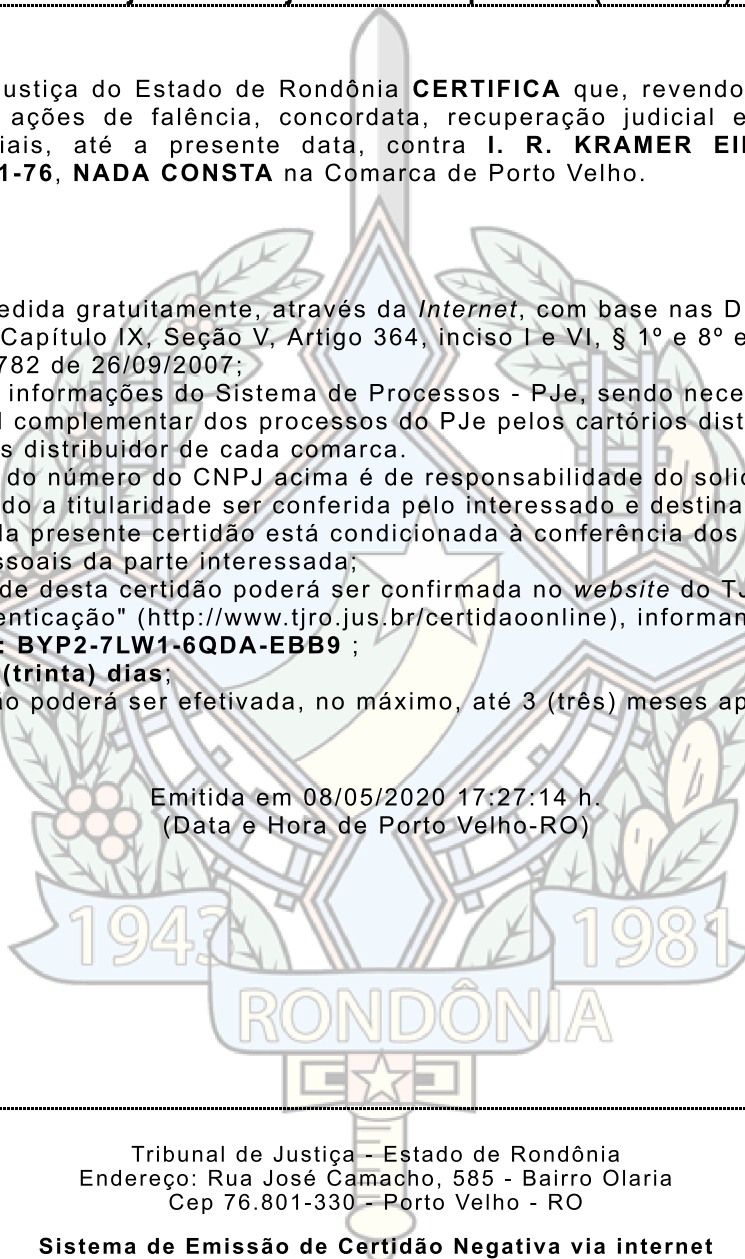 ustiça do Estado de Rondônia CERTIFICA que, revendo
ações de falência, concordata, recuperação judicial e
iais, até a presente data, contra I. R. KRAMER EI
1-76, NADA CONSTA na Comarca de Porto Velho.
edida gratuitamente, através da Internet, com base nas D
Capítulo IX, Seção V, Artigo 364, inciso I e VI, § 1º e 8º e
782 de 26/09/2007;
informações do Sistema de Processos - PJe, sendo nece
l complementar dos processos do PJe pelos cartórios dist
s distribuidor de cada comarca.
do número do CNPJ acima é de responsabilidade do solic
do a titularidade ser conferida pelo interessado e destina
da presente certidão está condicionada à conferência dos
ssoais da parte interessada;
de desta certidão poderá ser confirmada no website do TJ
enticação" (http://www.tjro.jus.br/certidaoonline), informan
: BYP2-7LW1-6QDA-EBB9 ;
(trinta) dias;
ão poderá ser efetivada, no máximo, até 3 (três) meses ap
Emitida em 08/05/2020 17:27:14 h.
(Data e Hora de Porto Velho-RO)
1943 1981
RONDÔNIA
Tribunal de Justiça - Estado de Rondônia
Endereço: Rua José Camacho, 585 - Bairro Olaria
Cep 76.801-330 - Porto Velho - RO
Sistema de Emissão de Certidão Negativa via internet